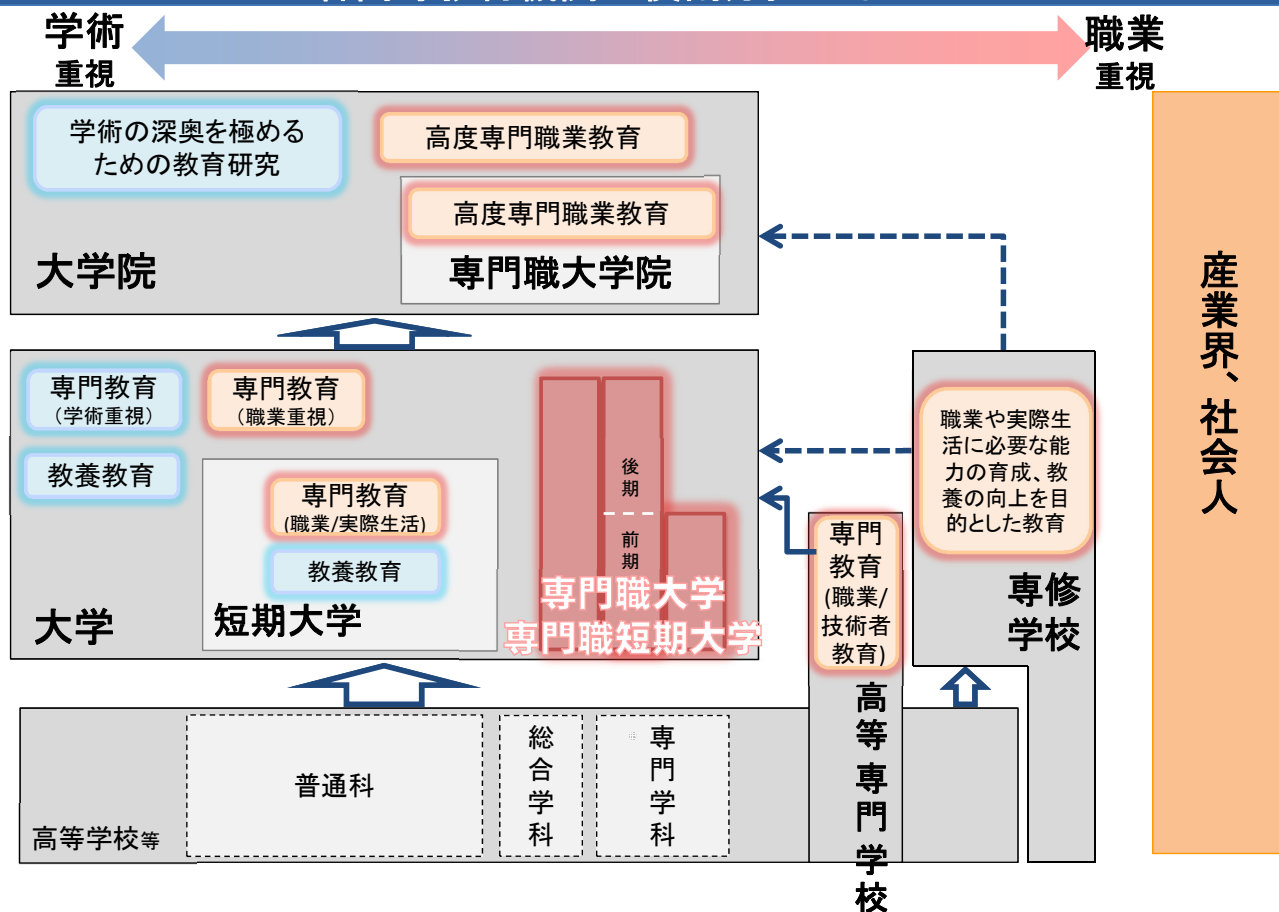 学術
重視
職業
重視
学術の深奥を極める
ための教育研究
高度専門職業教育
高度専門職業教育
大学院
専門職大学院
産業界、社会人
専門教育
（学術重視）
専門教育
（職業重視）
教養教育
専門教育
(職業/実際生活)
教養教育
大学
短期大学
後期
前期
専門職大学
専門職短期大学
専門
教育
(職業/
技術者
教育)
高等専門学校
職業や実際生
活に必要な能
力の育成、教
養の向上を目
的とした教育
専修
学校
高等学校等
普通科
総合学科
専門学科